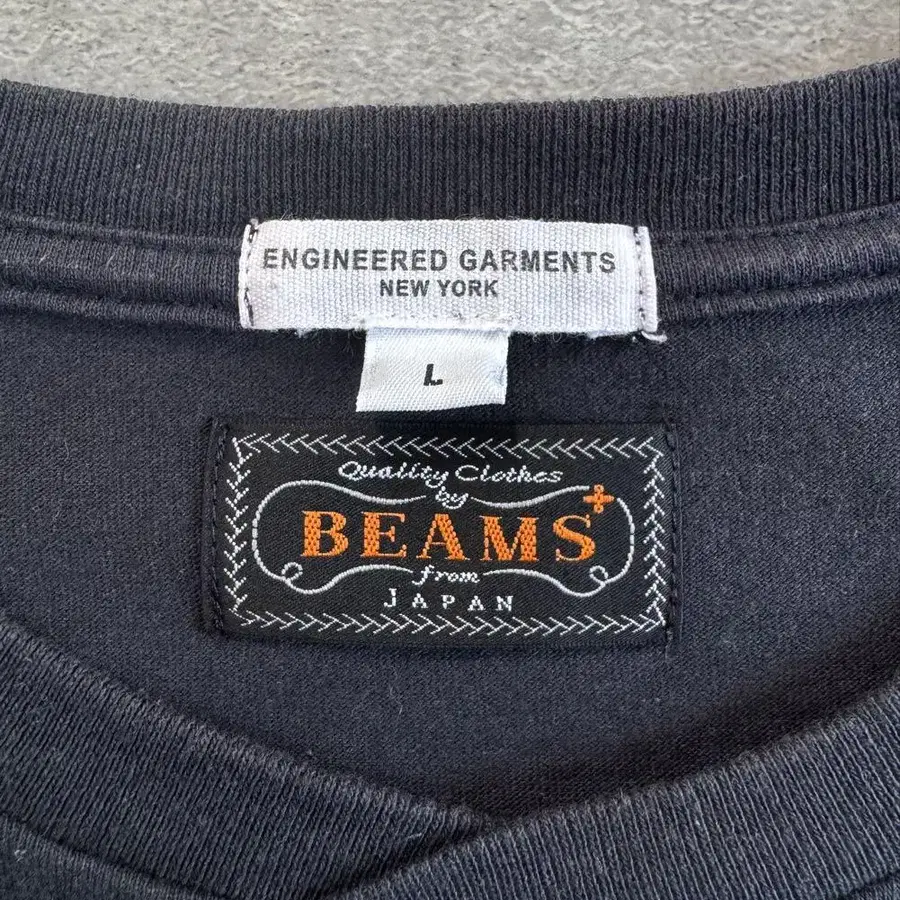 ENGINEERED GARMENTS
NEW YORK
L
Quality Clothes
by
BEAMS+
from
JAPAN